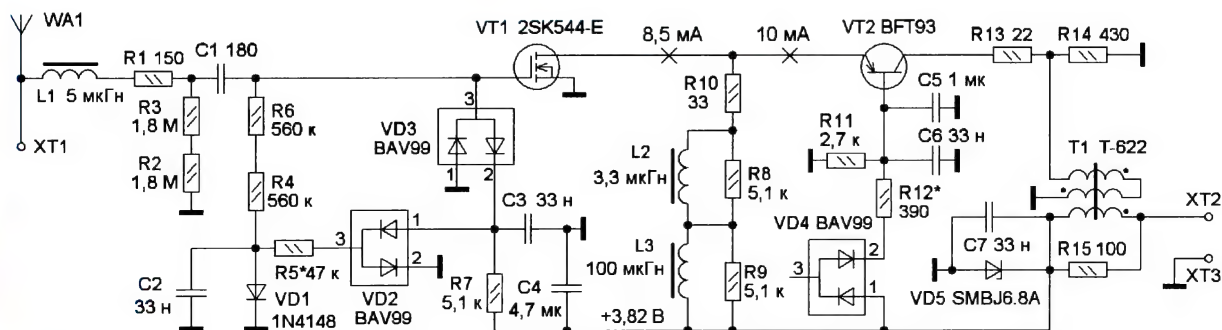 WA1
XT1
L1 5 мкГн
R1 150
C1 180
R3
1,8 М
R2
1,8 М
R6
560 к
R4
560 к
C2
33 н
R5*47 к
VD1
1N4148
VT1 2SK544-E
3
VD3
BAV99
1
2
3
1
2
VD2
BAV99
C3 33 н
R7
5,1 к
C4
4,7 мк
8,5 мА
10 мА
R10
33
L2
3,3 мкГн
R8
5,1 к
L3
100 мкГн
R9
5,1 к
+3,82 В
VT2 BFT93
R11
2,7 к
C5 1 мк
C6 33 н
R12*
390
VD4 BAV99
3
2
1
R13 22
R14 430
T1 T-622
C7 33 н
R15 100
VD5 SMBJ6.8A
XT2
XT3